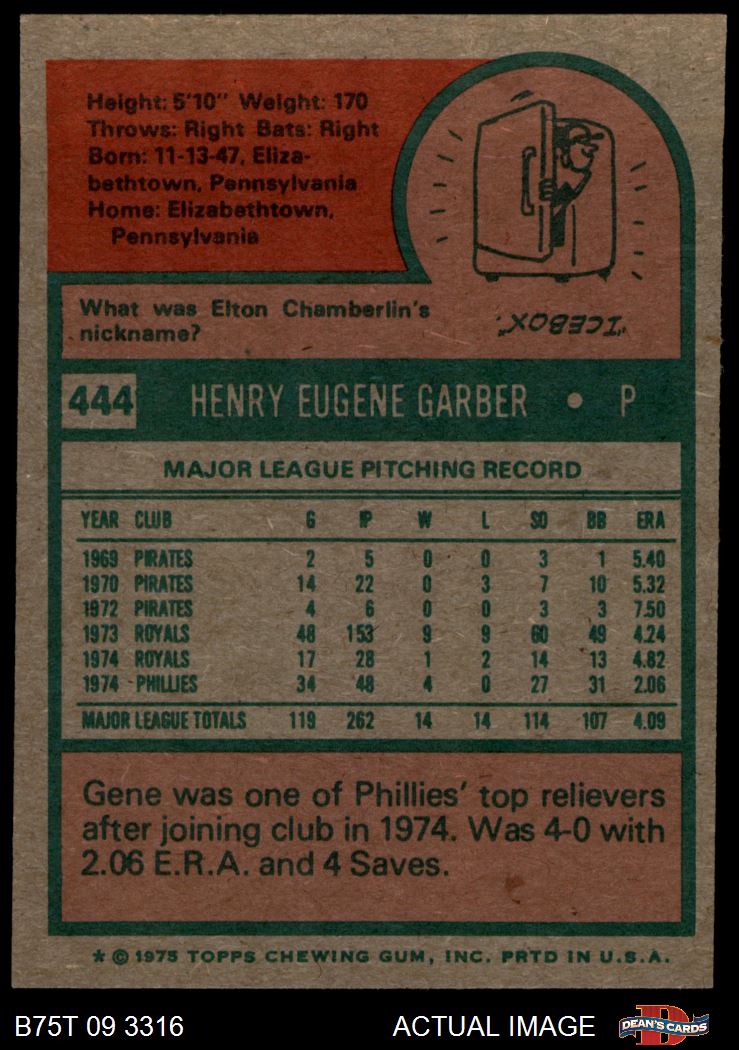 Height: 5'10" Weight: 170
Throws: Right Bats: Right
Born: 11-13-47, Eliza-
bethtown, Pennsylvania
Home: Elizabethtown,
Pennsylvania
What was Elton Chamberlin's
nickname?
"ICEBOX".
444 HENRY EUGENE GARBER • P
MAJOR LEAGUE PITCHING RECORD
YEAR CLUB G IP W L SO BB ERA
1969 PIRATES 2 5 0 0 3 1 5.40
1970 PIRATES 14 22 0 3 7 10 5.32
1972 PIRATES 4 6 0 0 3 3 7.50
1973 ROYALS 48 153 9 9 60 49 4.24
1974 ROYALS 17 28 1 2 14 13 4.82
1974 PHILLIES 34 48 4 0 27 31 2.06
MAJOR LEAGUE TOTALS 119 262 14 14 114 107 4.09
Gene was one of Phillies' top relievers
after joining club in 1974. Was 4-0 with
2.06 E.R.A. and 4 Saves.
* © 1975 TOPPS CHEWING GUM, INC. PRTD IN U.S.A.
B75T 09 3316 ACTUAL IMAGE D DEAN'S CARDS